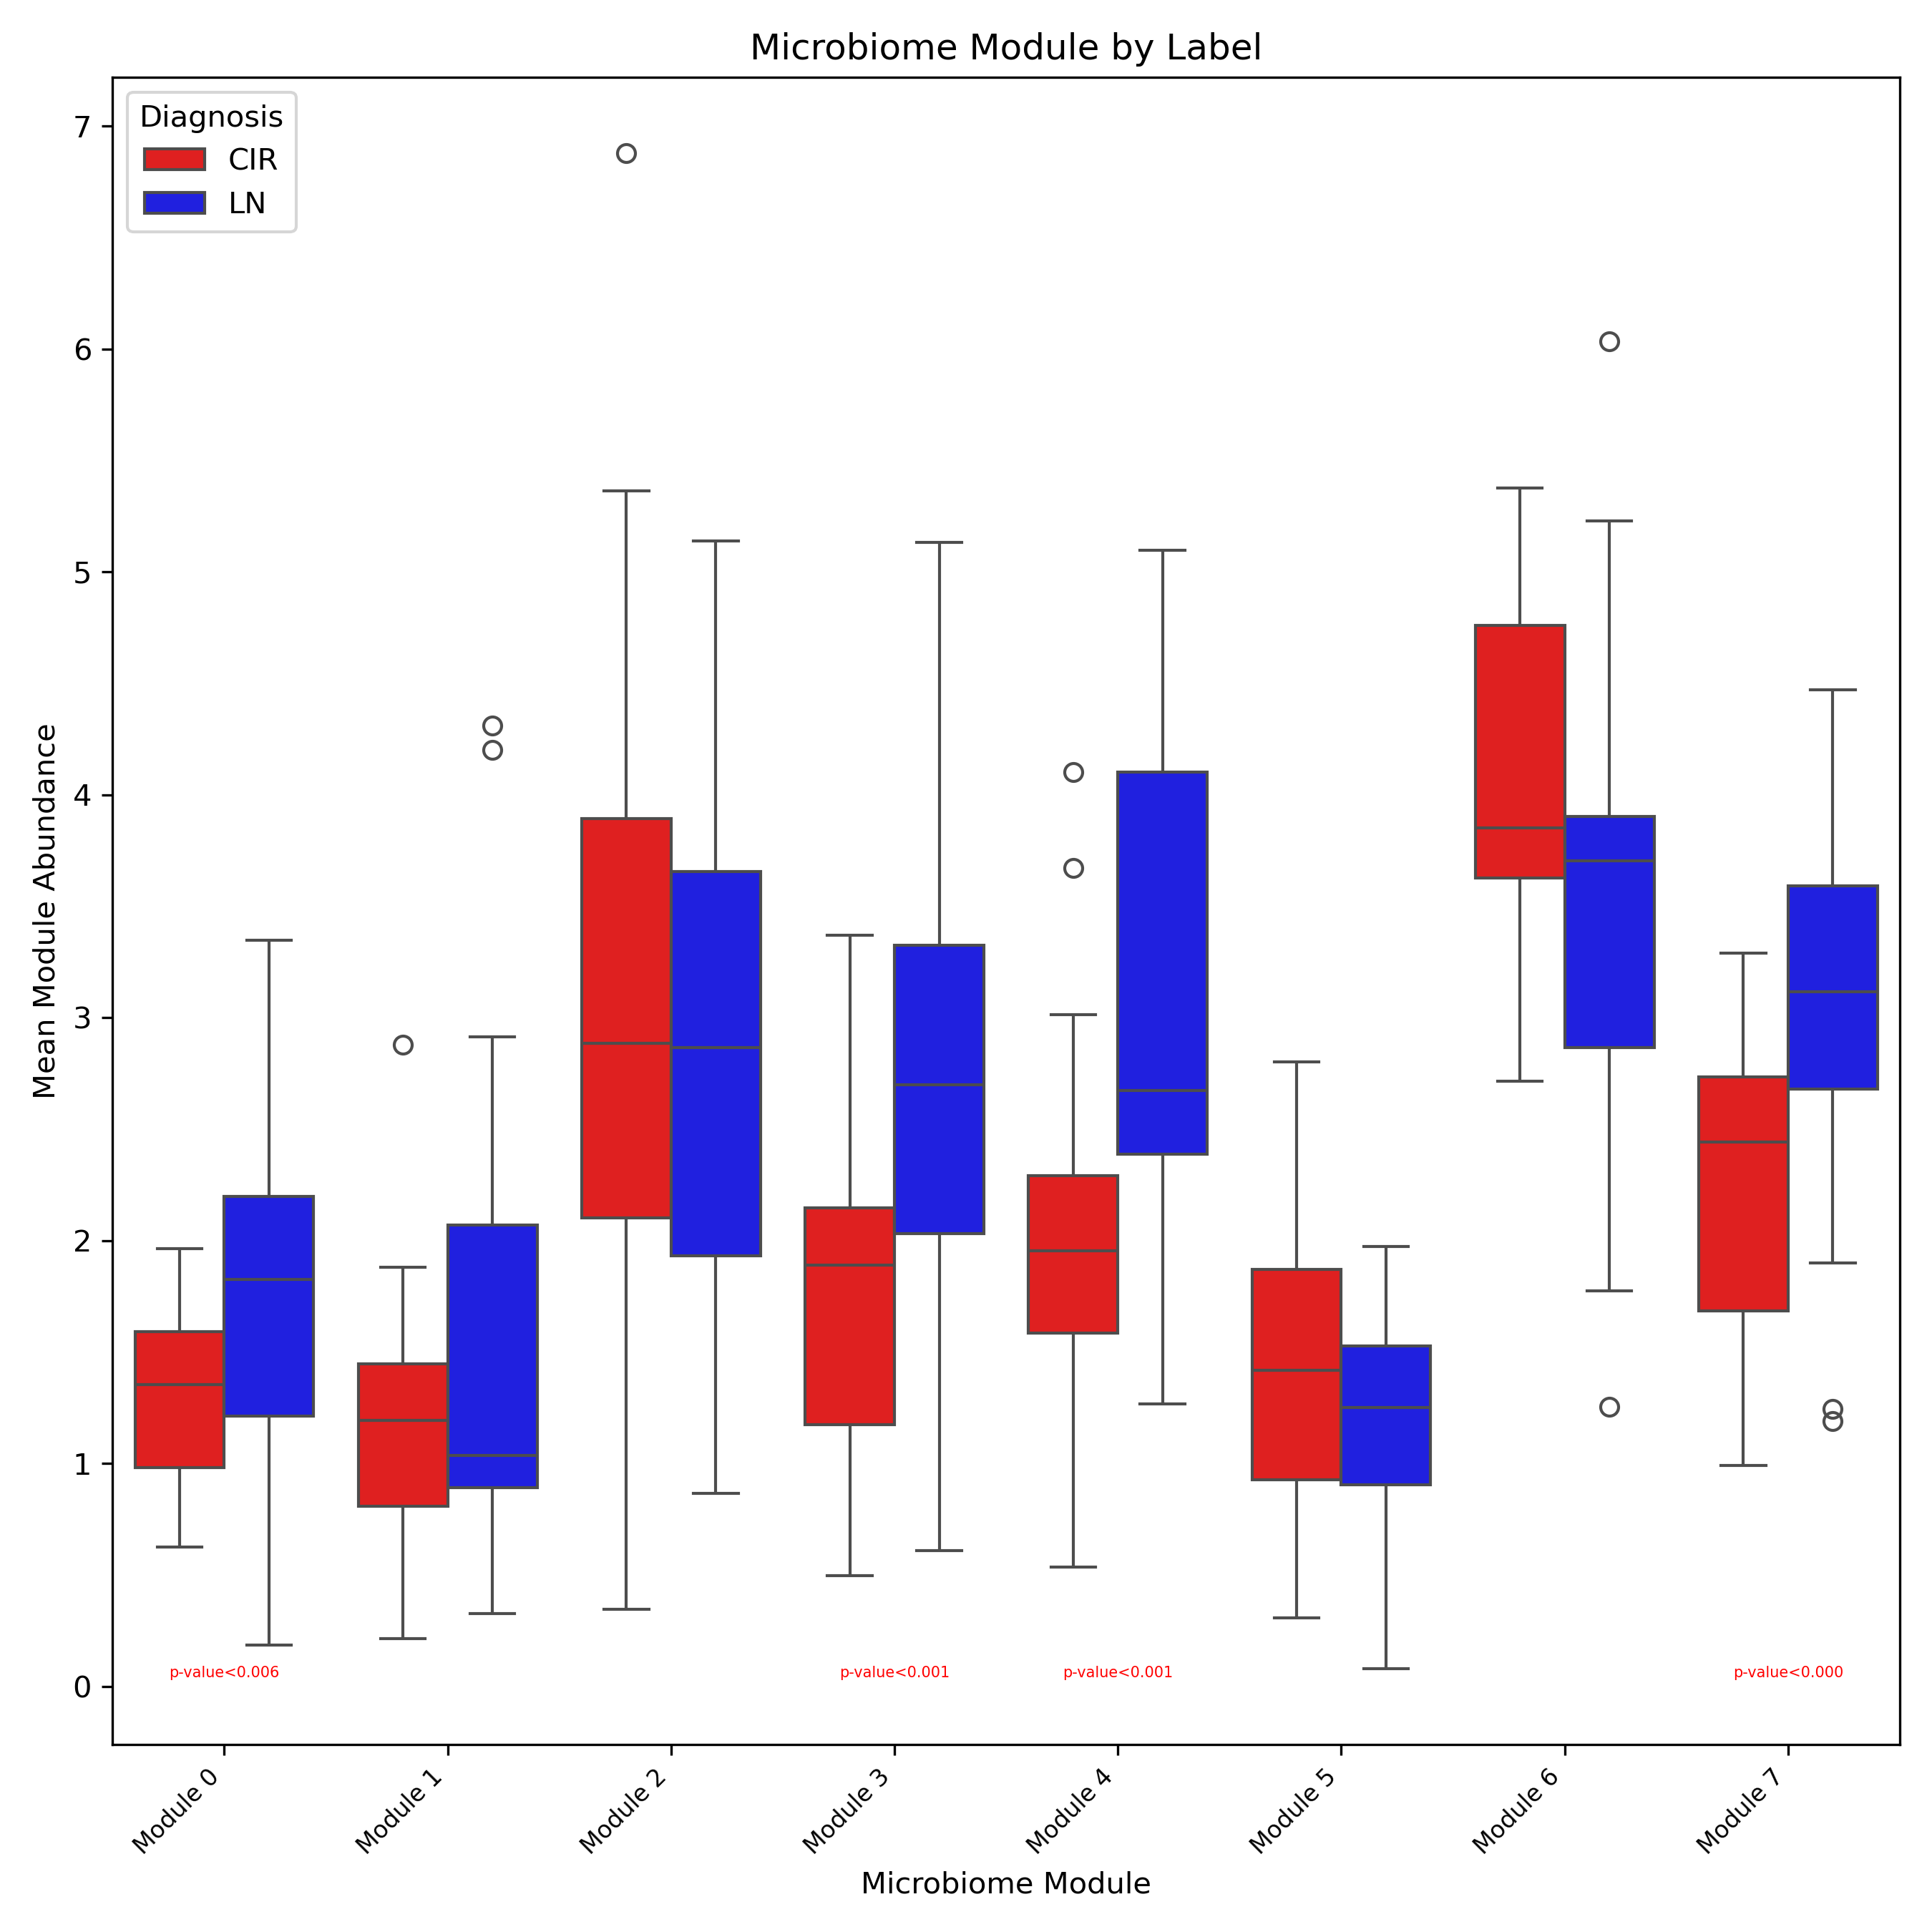 Microbiome Module by Label
Diagnosis
CIR
LN
Mean Module Abundance
7
6
5
4
3
2
1
0
p-value<0.006
p-value<0.001
p-value<0.001
p-value<0.000
Module 0
Module 1
Module 2
Module 3
Module 4
Module 5
Module 6
Module 7
Microbiome Module